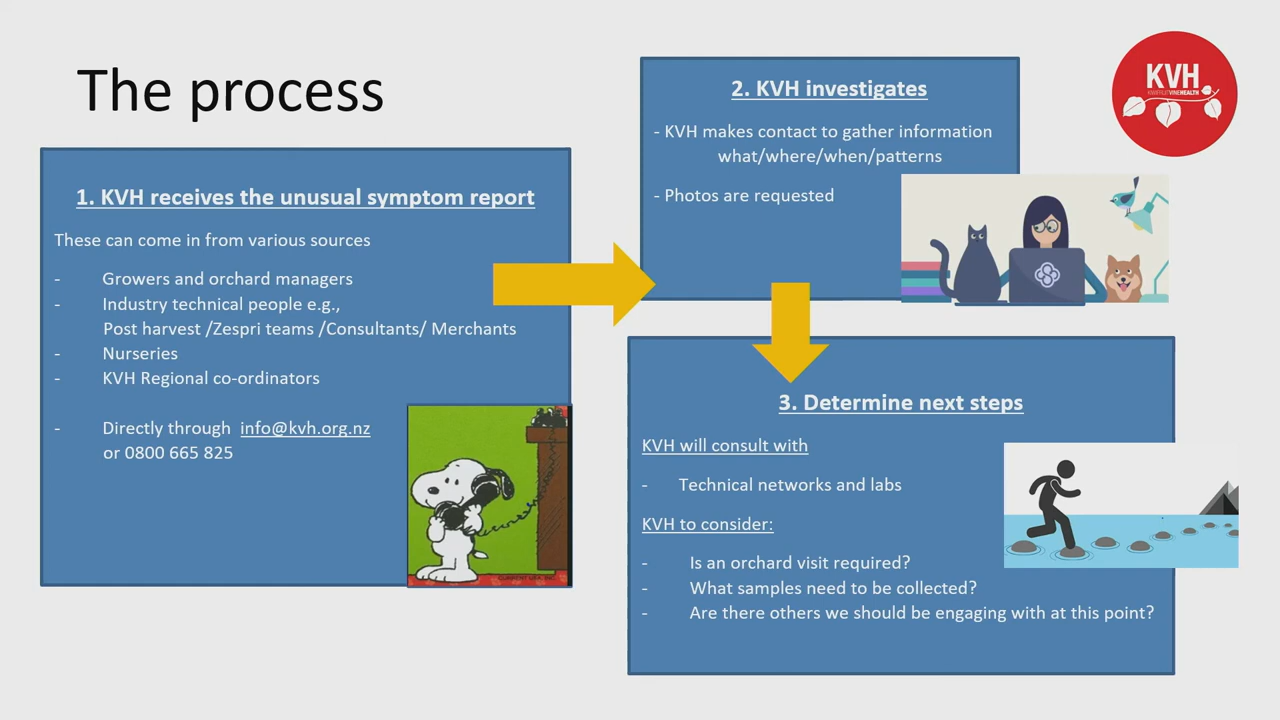 The process
1. KVH receives the unusual symptom report
These can come in from various sources
- Growers and orchard managers
- Industry technical people e.g.,
Post harvest /Zespri teams /Consultants/ Merchants
- Nurseries
- KVH Regional co-ordinators
- Directly through info@kvh.org.nz
or 0800 665 825
CURRENT USA, INC.
2. KVH investigates
- KVH makes contact to gather information
what/where/when/patterns
- Photos are requested
3. Determine next steps
KVH will consult with
- Technical networks and labs
KVH to consider:
- Is an orchard visit required?
- What samples need to be collected?
- Are there others we should be engaging with at this point?
KVH
KIWIFRUIT VINE HEALTH